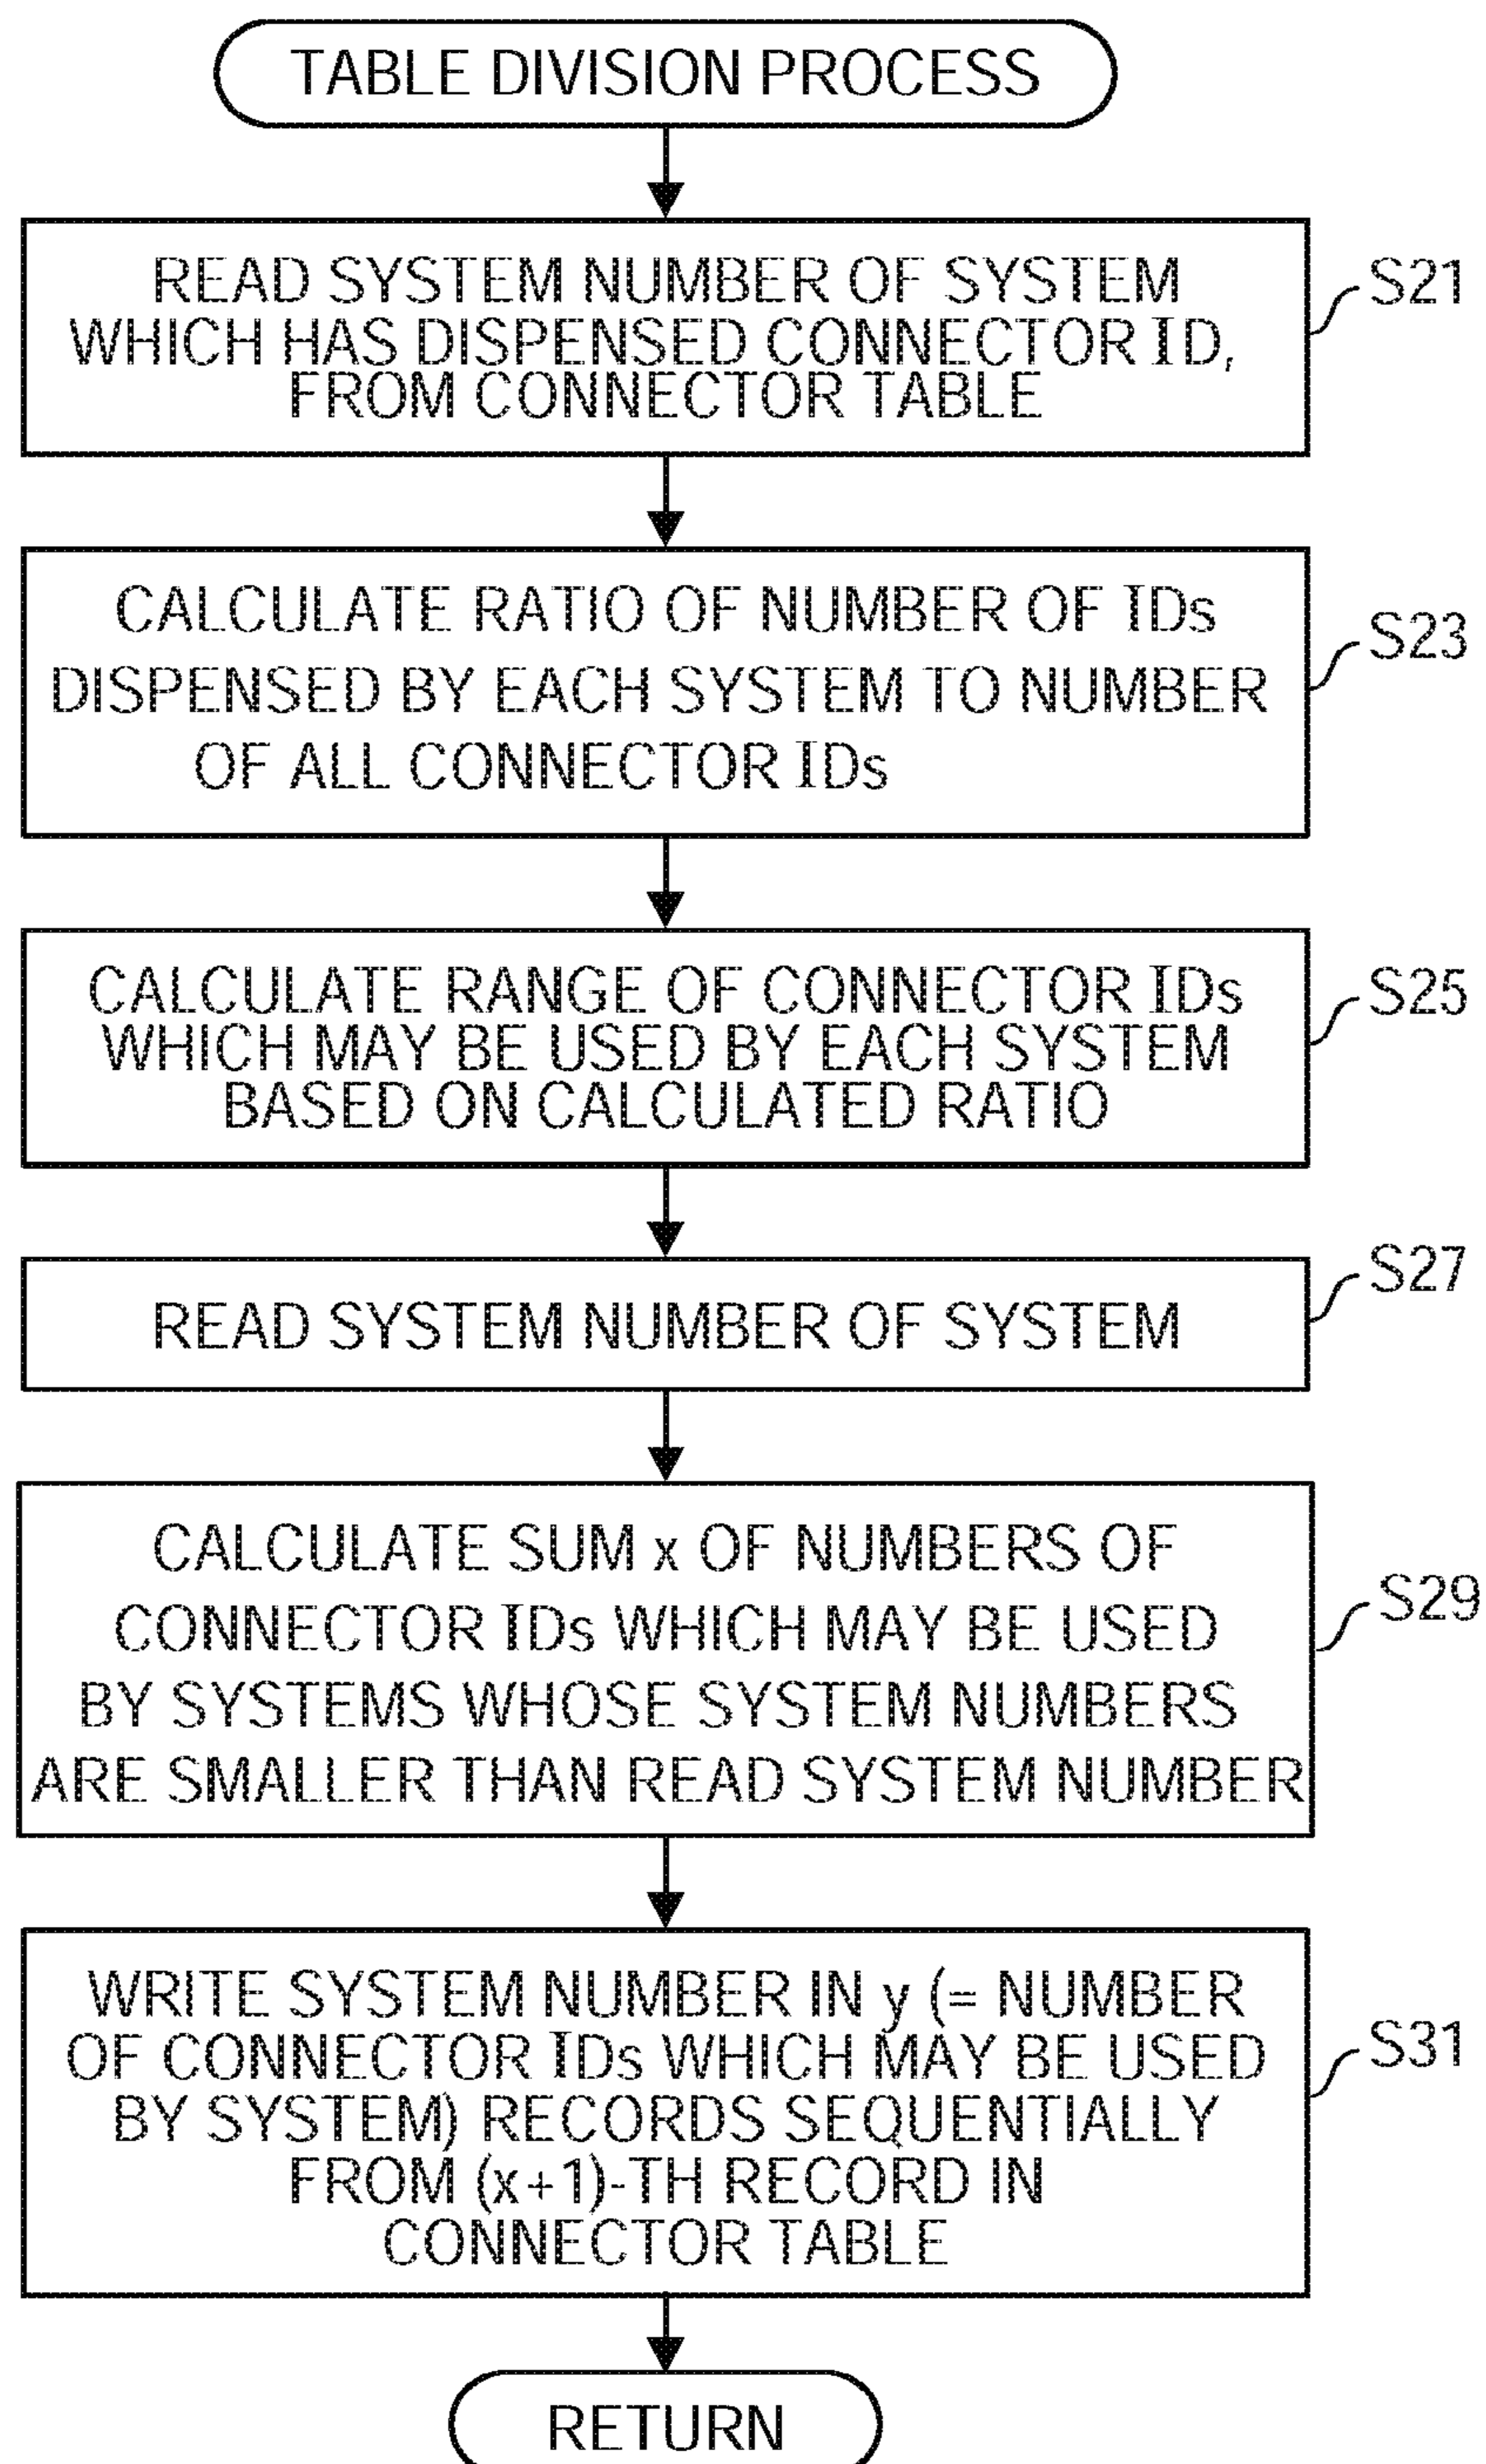 TABLE DIVISION PROCESS
READ SYSTEM NUMBER OF SYSTEM
WHICH HAS DISPENSED CONNECTOR ID,
FROM CONNECTOR TABLE
S21
CALCULATE RATIO OF NUMBER OF IDs
DISPENSED BY EACH SYSTEM TO NUMBER
OF ALL CONNECTOR IDs
S23
CALCULATE RANGE OF CONNECTOR IDs
WHICH MAY BE USED BY EACH SYSTEM
BASED ON CALCULATED RATIO
S25
READ SYSTEM NUMBER OF SYSTEM
S27
CALCULATE SUM x OF NUMBERS OF
CONNECTOR IDs WHICH MAY BE USED
BY SYSTEMS WHOSE SYSTEM NUMBERS
ARE SMALLER THAN READ SYSTEM NUMBER
S29
WRITE SYSTEM NUMBER IN y (= NUMBER
OF CONNECTOR IDs WHICH MAY BE USED
BY SYSTEM) RECORDS SEQUENTIALLY
FROM (x+1)-TH RECORD IN
CONNECTOR TABLE
S31
RETURN